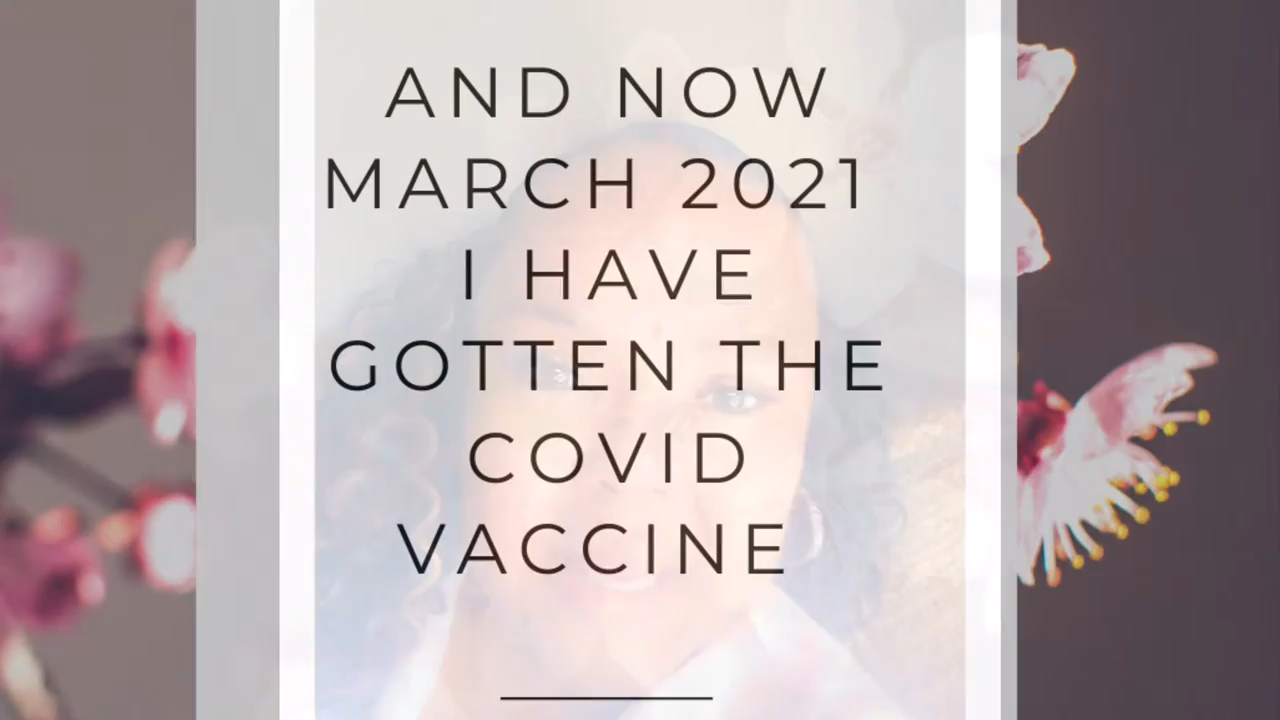 AND NOW
MARCH 2021
I HAVE
GOTTEN THE
COVID
VACCINE